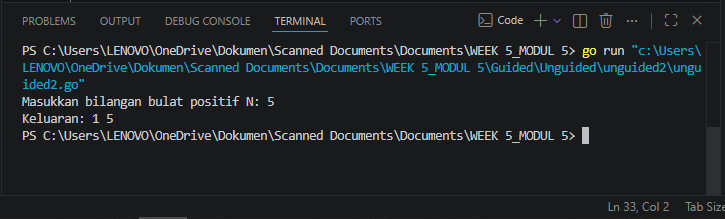 PROBLEMS OUTPUT DEBUG CONSOLE TERMINAL PORTS Code
PS C:\Users\LENOVO\OneDrive\Dokumen\Scanned Documents\Documents\WEEK 5_MODUL 5> go run "c:\Users\
LENOVO\OneDrive\Dokumen\Scanned Documents\Documents\WEEK 5_MODUL 5\Guided\Unguided\unguided2\ungu
ided2.go"
Masukkan bilangan bulat positif N: 5
Keluaran: 1 5
PS C:\Users\LENOVO\OneDrive\Dokumen\Scanned Documents\Documents\WEEK 5_MODUL 5>
Ln 33, Col 2 Tab Size